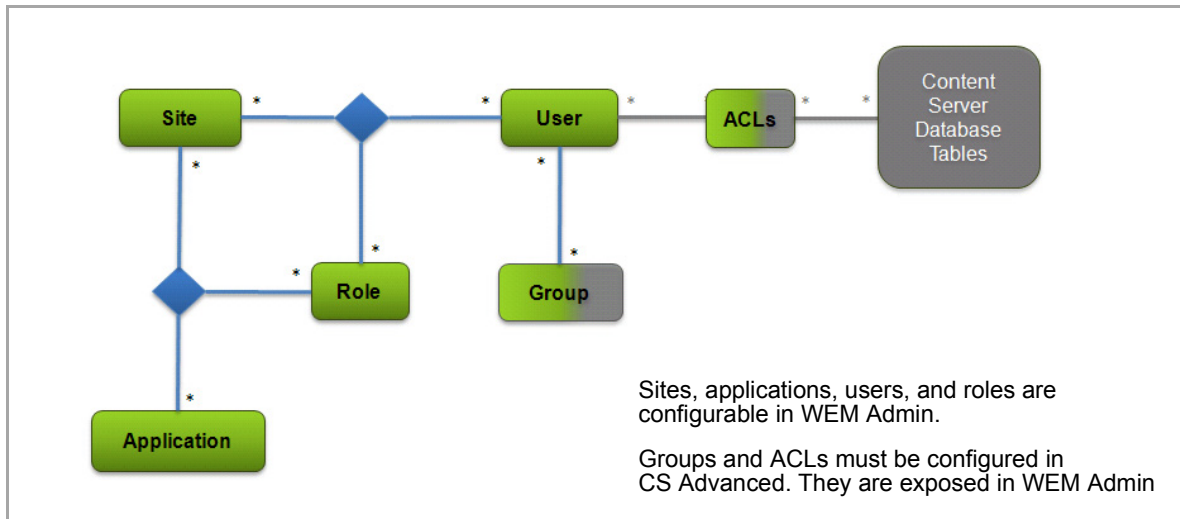 Site
*
*
User
*
*
ACLs
*
*
Content
Server
Database
Tables
*
*
*
*
*
Role
Group
*
Application
Sites, applications, users, and roles are
configurable in WEM Admin.
Groups and ACLs must be configured in
CS Advanced. They are exposed in WEM Admin